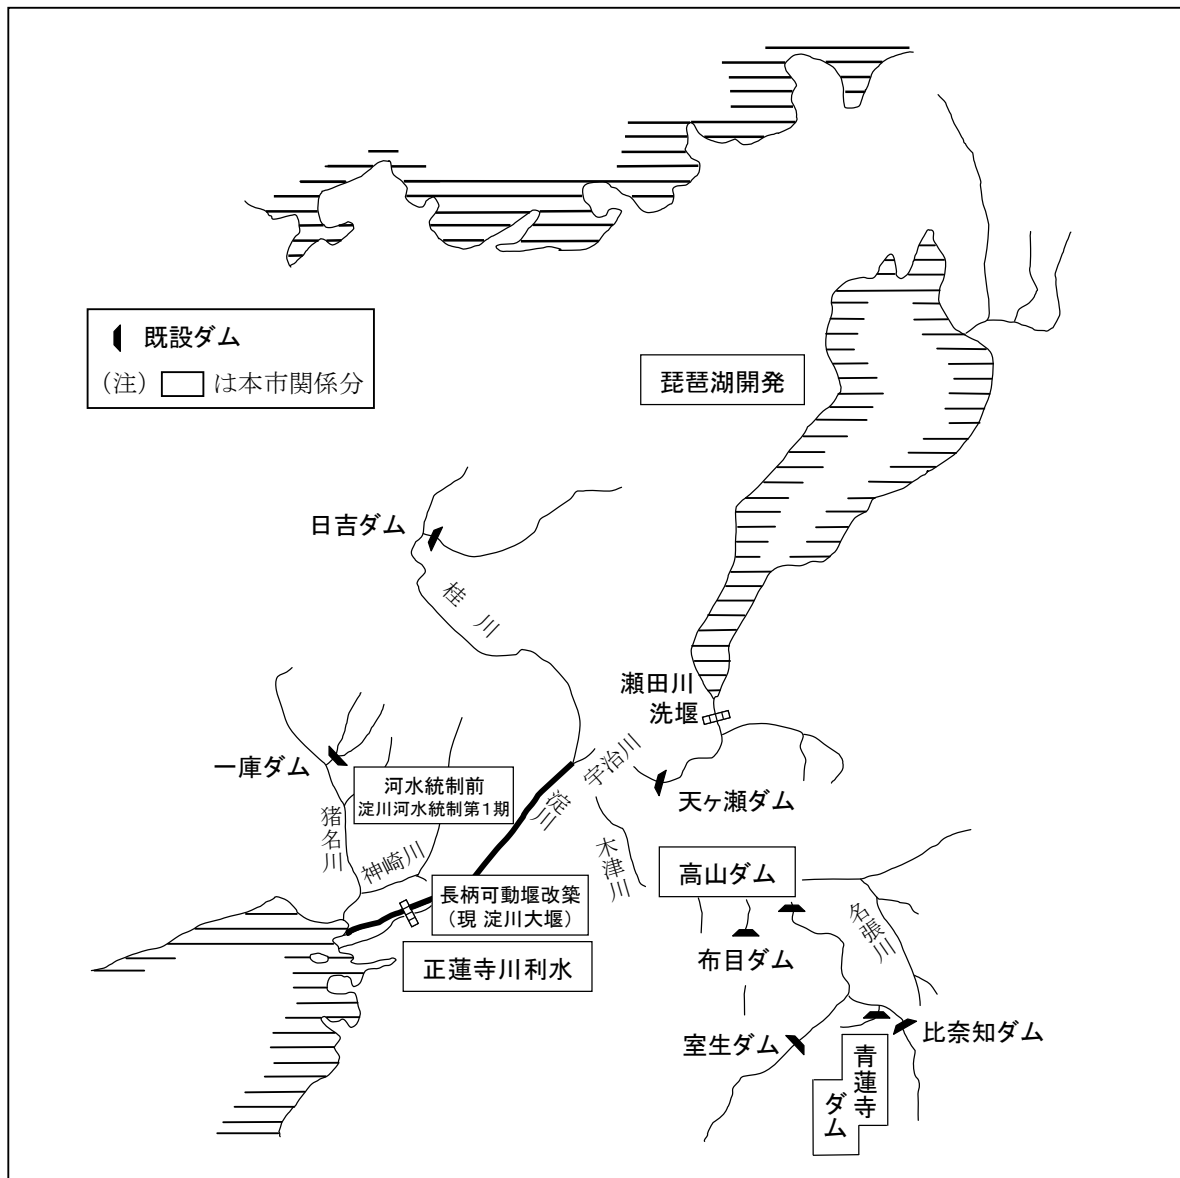 既設ダム
(注) は本市関係分
琵琶湖開発
日吉ダム
桂川
瀬田川
洗堰
宇治川
一庫ダム
河水統制前
淀川河水統制第1期
淀川
天ヶ瀬ダム
猪名川
神崎川
木津川
高山ダム
長柄可動堰改築
(現 淀川大堰)
名張川
正蓮寺川利水
布目ダム
室生ダム
比奈知ダム
青蓮寺
ダム